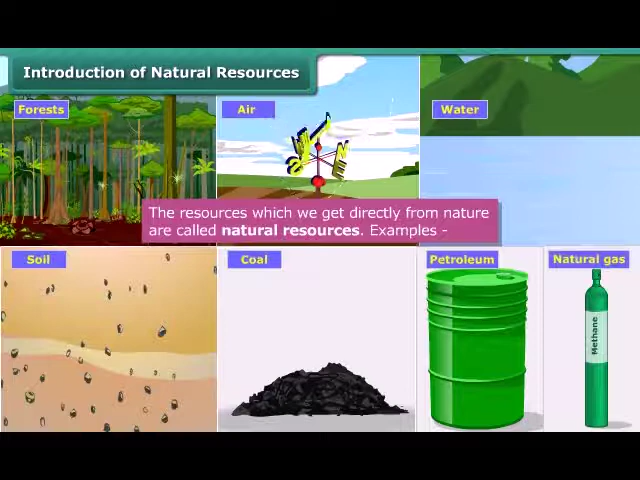 Introduction of Natural Resources
Forests
Air
Water
The resources which we get directly from nature
are called natural resources. Examples -
Soil
Coal
Petroleum
Natural gas
Methane